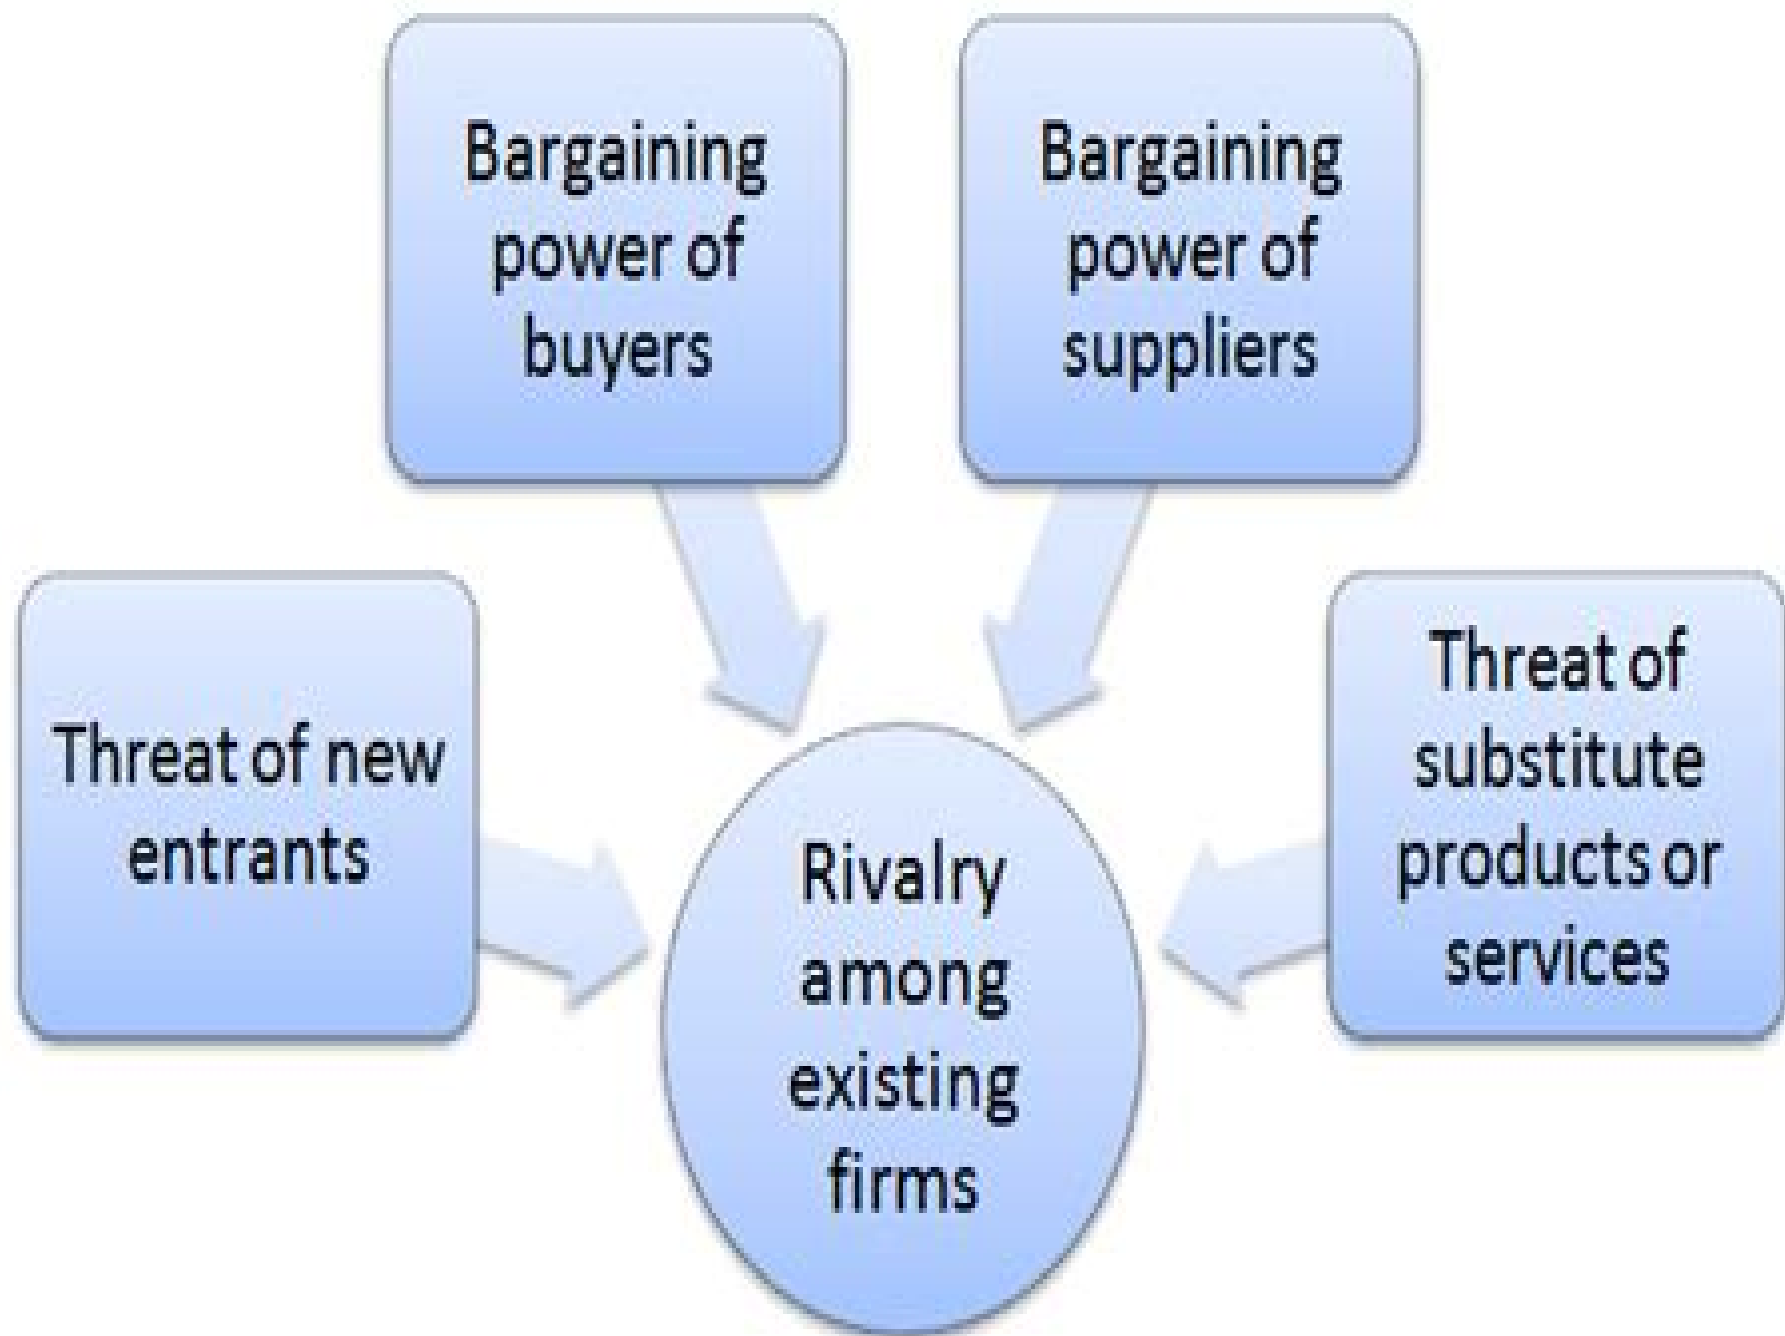 Bargaining
power of
buyers
Bargaining
power of
suppliers
Threat of new
entrants
Threat of
substitute
products or
services
Rivalry
among
existing
firms